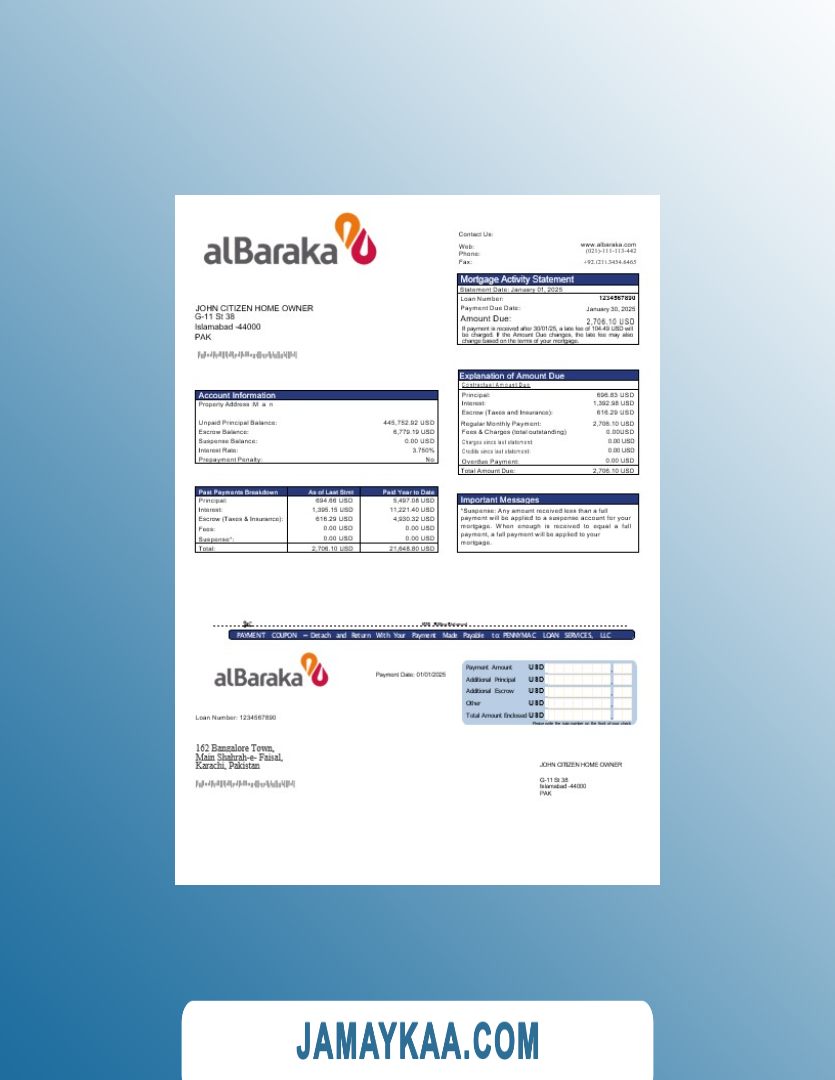 alBaraka
Contact Us:
Web: www.albaraka.com
Phone: (021)-111-113-442
Fax: +92.(21.3454.6465
Mortgage Activity Statement
Statement Date: January 01, 2025
Loan Number: 1234567890
Payment Due Date: January 30, 2025
Amount Due: 2,706.10 USD
If payment is received after 30/01/25, a late fee of 104.49 USD will
be charged. If the Amount Due changes, the late fee may also
change based on the terms of your mortgage.
JOHN CITIZEN HOME OWNER
G-11 St 38
Islamabad -44000
PAK
Explanation of Amount Due
Contractual Amount Due
Principal: 696.83 USD
Interest: 1,392.98 USD
Escrow (Taxes and Insurance): 616.29 USD
Regular Monthly Payment: 2,706.10 USD
Fees & Charges (total outstanding) 0.00USD
Charges since last statement: 0.00 USD
Credits since last statement: 0.00 USD
Overdue Payment: 0.00 USD
Total Amount Due: 2,706.10 USD
Account Information
Property Address M a n
Unpaid Principal Balance: 445,752.92 USD
Escrow Balance: 6,779.19 USD
Suspense Balance: 0.00 USD
Interest Rate: 3.750%
Prepayment Penalty: No
Past Payments Breakdown As of Last Stmt Paid Year to Date
Principal: 694.66 USD 5,497.08 USD
Interest: 1,395.15 USD 11,221.40 USD
Escrow (Taxes & Insurance): 616.29 USD 4,930.32 USD
Fees: 0.00 USD 0.00 USD
Suspense*: 0.00 USD 0.00 USD
Total: 2,706.10 USD 21,648.80 USD
Important Messages
*Suspense: Any amount received less than a full
payment will be applied to a suspense account for your
mortgage. When enough is received to equal a full
payment, a full payment will be applied to your
mortgage.
PAYMENT COUPON – Detach and Return With Your Payment Made Payable to: PENNYMAC LOAN SERVICES, LLC
alBaraka
Payment Date: 01/01/2025
Payment Amount USD
Additional Principal USD
Additional Escrow USD
Other USD
Total Amount Enclosed USD
Loan Number: 1234567890
162 Bangalore Town,
Main Shahrah-e- Faisal,
Karachi, Pakistan
JOHN CITIZEN HOME OWNER
G-11 St 38
Islamabad -44000
PAK
JAMAYKAA.COM